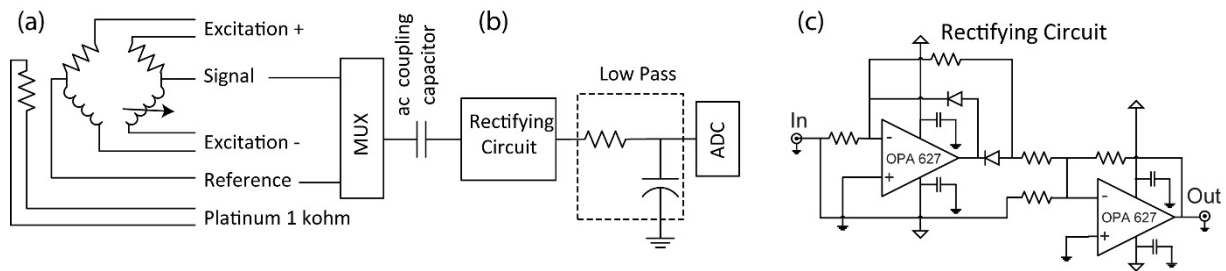 (a)
Excitation +
Signal
Excitation -
Reference
Platinum 1 kohm
MUX
ac coupling
capacitor
(b)
Rectifying
Circuit
Low Pass
ADC
(c)
Rectifying Circuit
In
-
OPA 627
+
-
OPA 627
+
Out